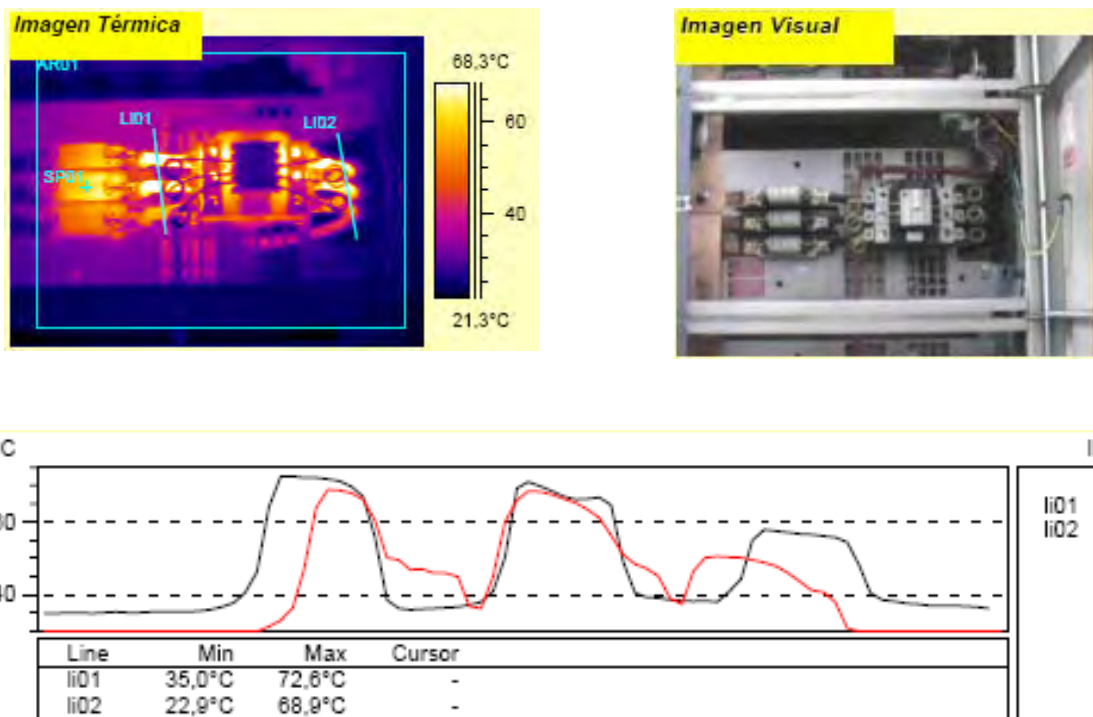 Imagen Térmica
Imagen Visual
AR01
68,3°C
LI01
LI02
60
SP01
40
21,3°C
C
li01
li02
40
Line Min Max Cursor
li01 35,0°C 72,6°C -
li02 22,9°C 68,9°C -